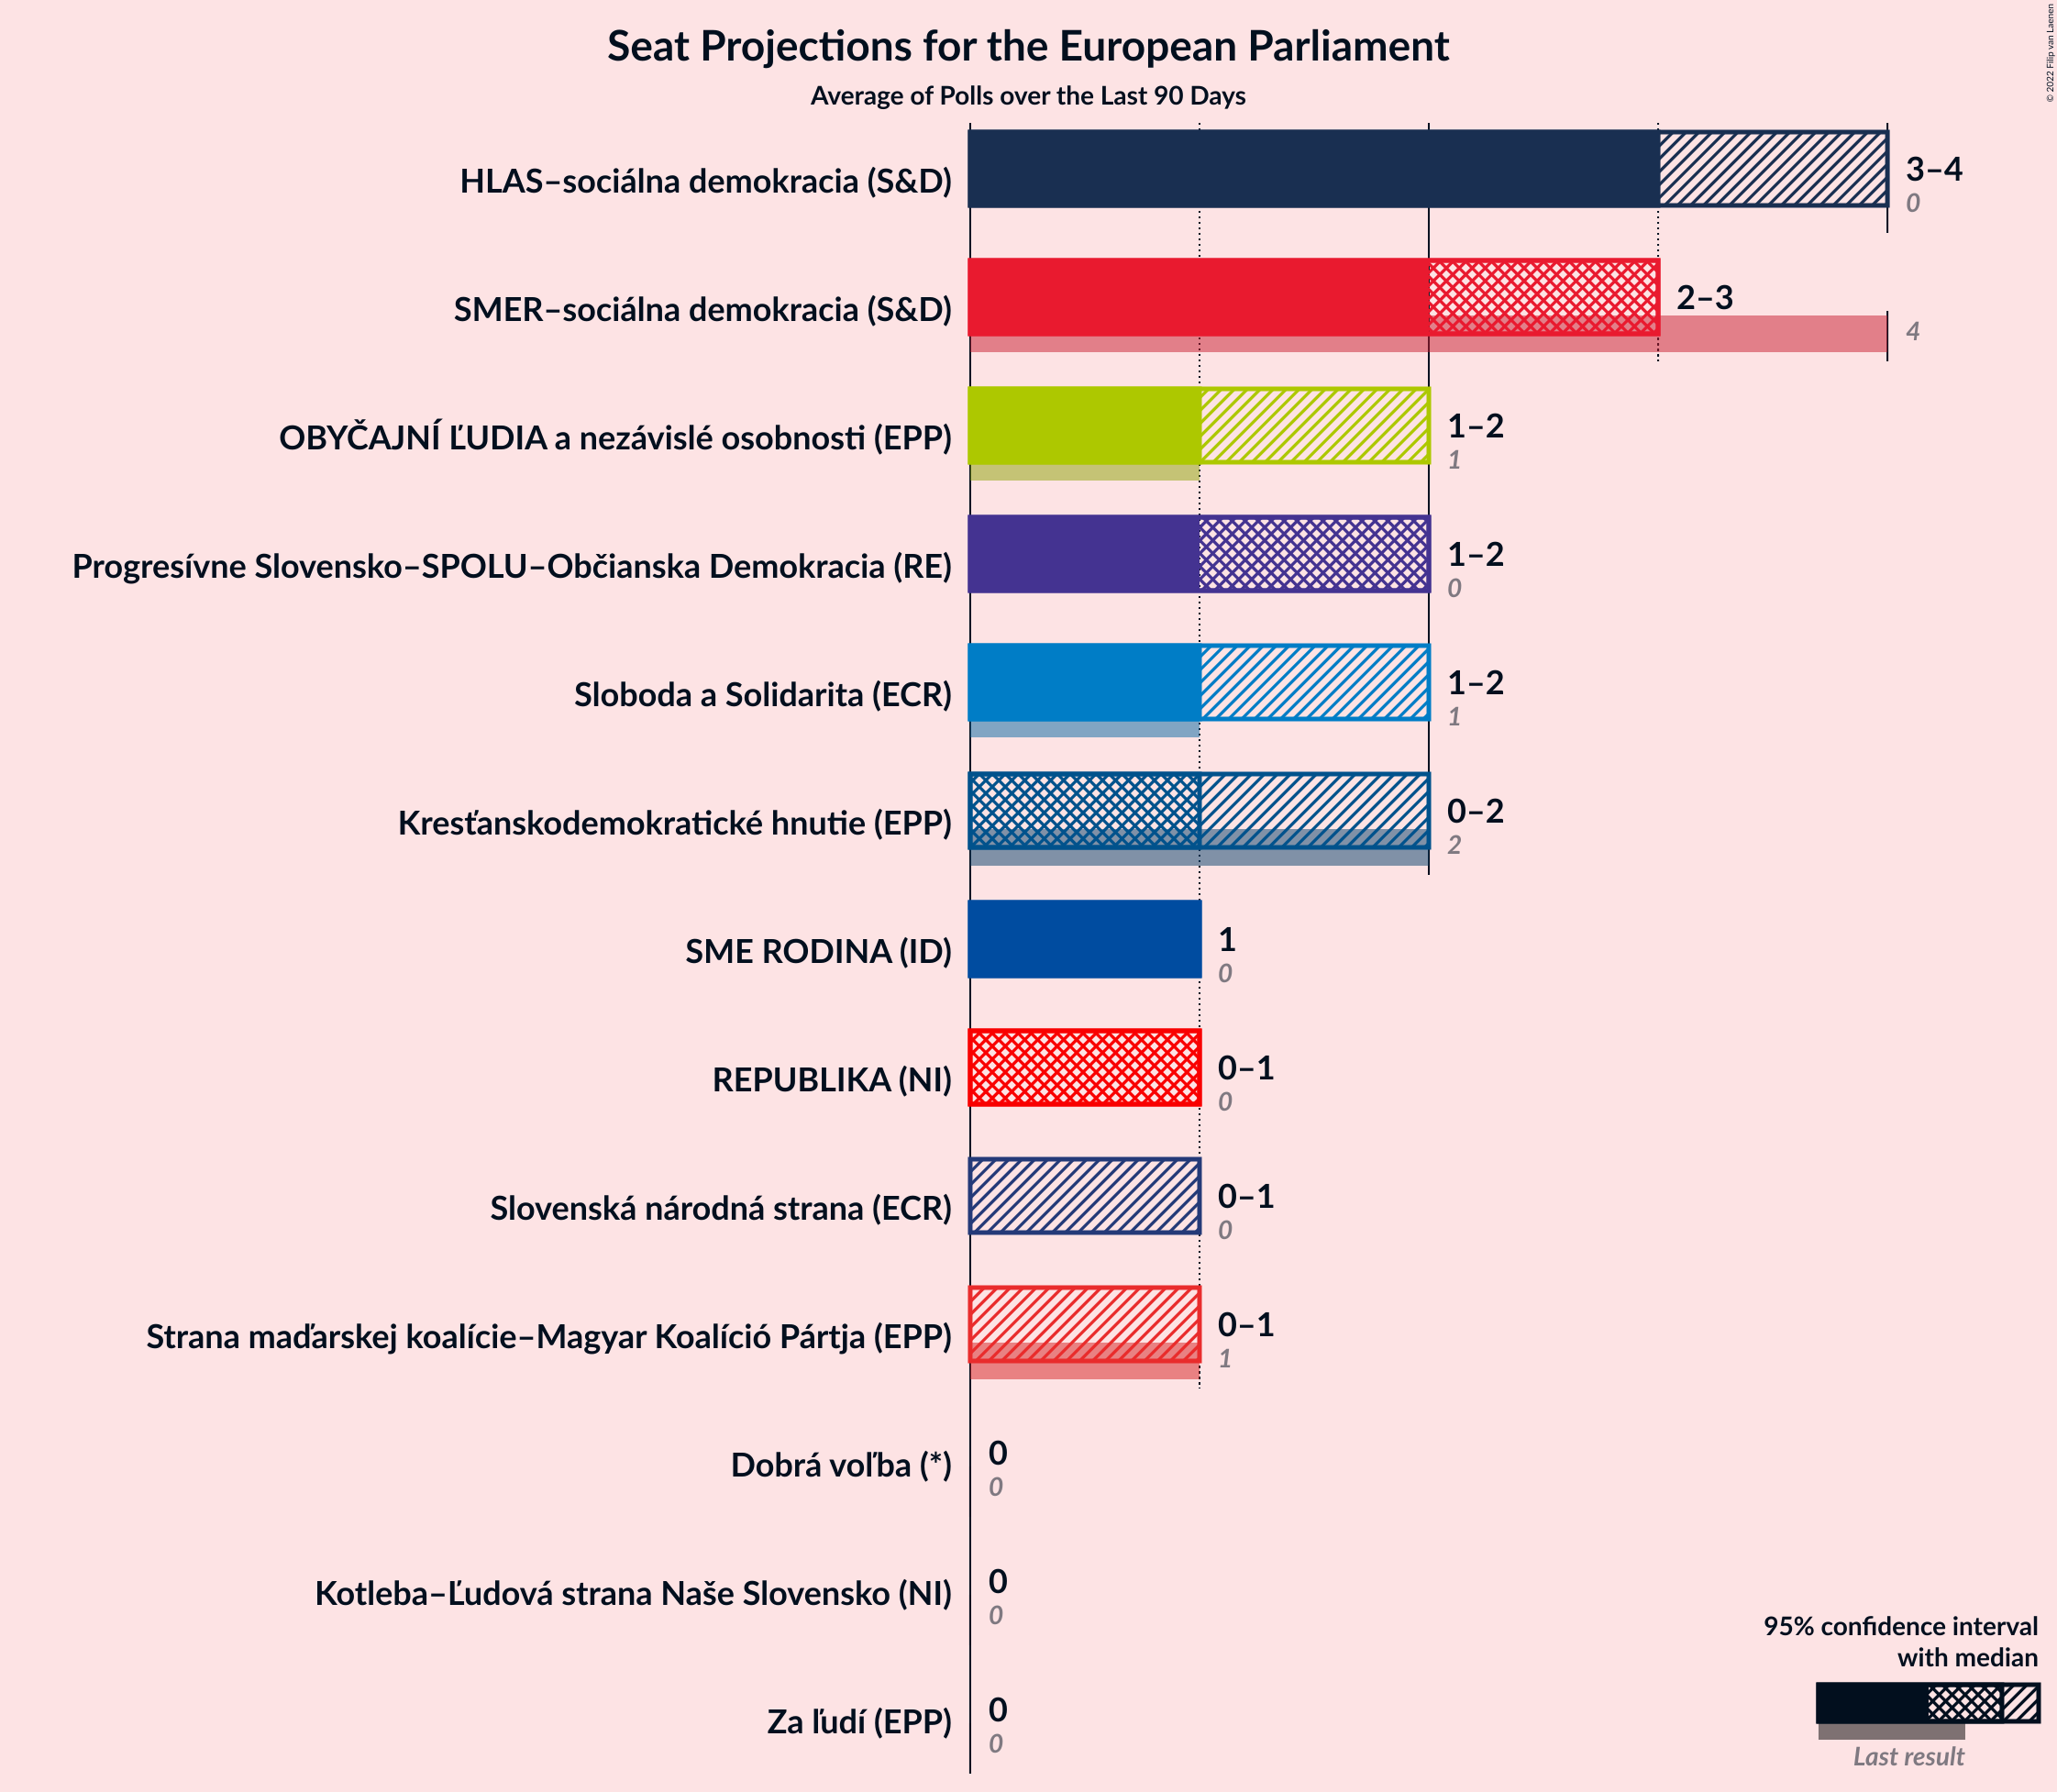 Seat Projections for the European Parliament
Average of Polls over the Last 90 Days
© 2022 Filip van Laenen
HLAS–sociálna demokracia (S&D)
3–4
0
SMER–sociálna demokracia (S&D)
2–3
4
OBYČAJNÍ ĽUDIA a nezávislé osobnosti (EPP)
1–2
1
Progresívne Slovensko–SPOLU–Občianska Demokracia (RE)
1–2
0
Sloboda a Solidarita (ECR)
1–2
1
Kresťanskodemokratické hnutie (EPP)
0–2
2
SME RODINA (ID)
1
0
REPUBLIKA (NI)
0–1
0
Slovenská národná strana (ECR)
0–1
0
Strana maďarskej koalície–Magyar Koalíció Pártja (EPP)
0–1
1
Dobrá voľba (*)
0
0
Kotleba–Ľudová strana Naše Slovensko (NI)
0
0
Za ľudí (EPP)
0
0
95% confidence interval
with median
Last result